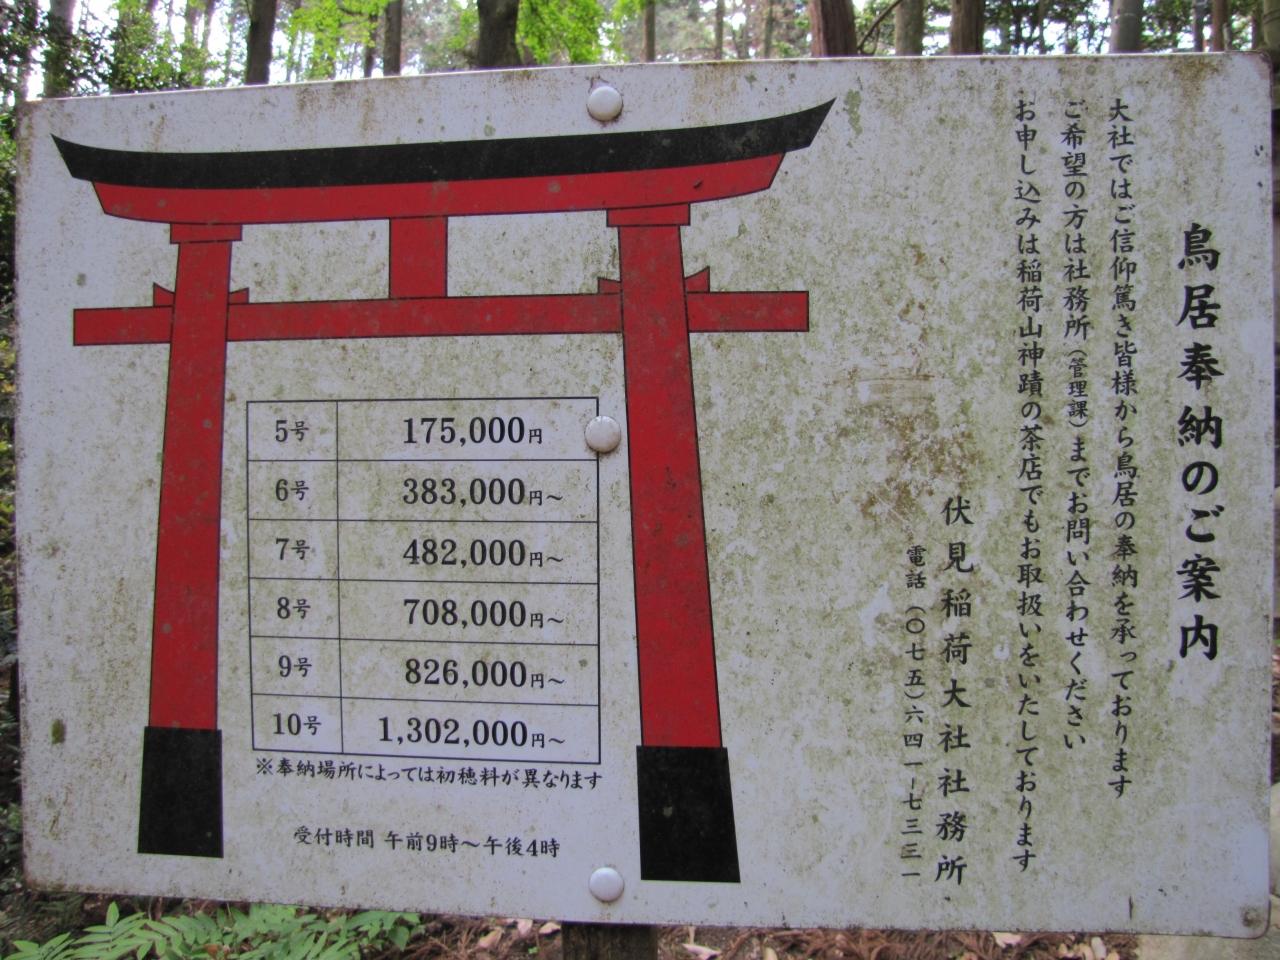 鳥居奉納のご案内
大社ではご信仰篤き皆様から鳥居の奉納を承っております
ご希望の方は社務所(管理課)までお問い合わせください
お申し込みは稲荷山神蹟の茶店でもお取扱いをいたしております
伏見稲荷大社社務所
電話(〇七五)六四一-七三三一
5号 175,000円
6号 383,000円～
7号 482,000円～
8号 708,000円～
9号 826,000円～
10号 1,302,000円～
※奉納場所によっては初穂料が異なります
受付時間 午前9時～午後4時